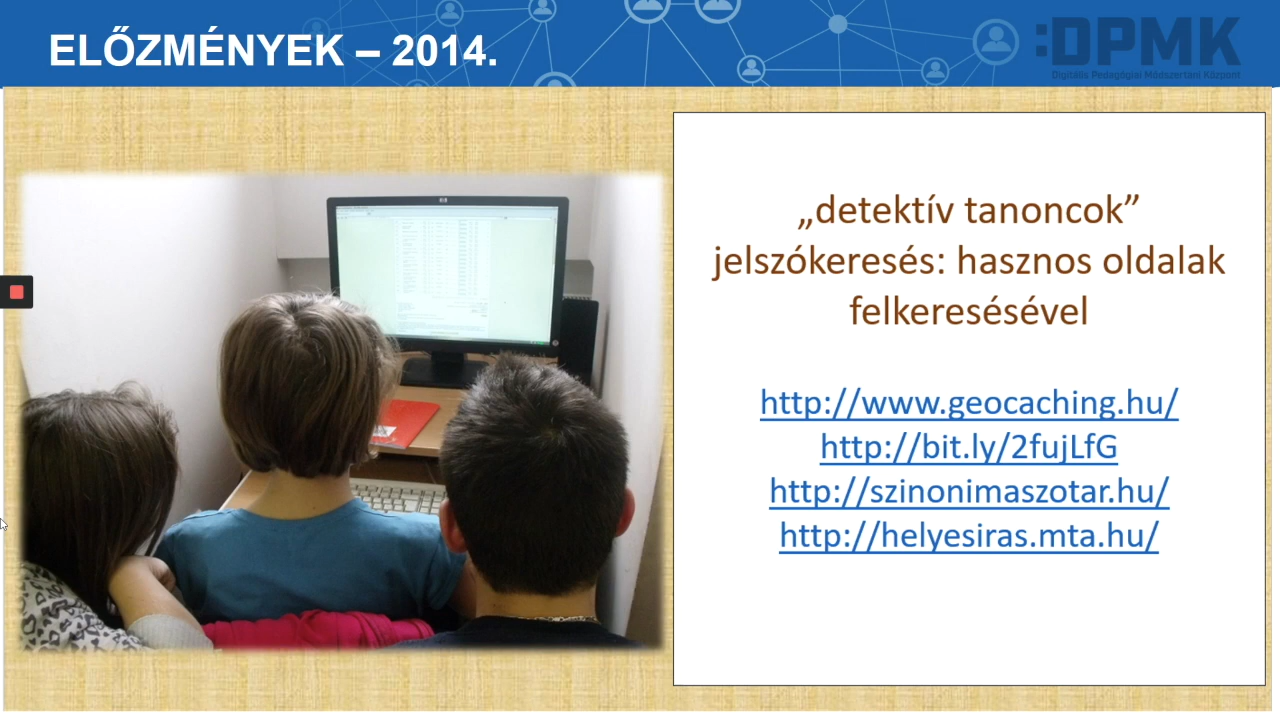 ELŐZMÉNYEK – 2014.
:DPMK
Digitális Pedagógiai Módszertani Központ
„detektív tanoncok”
jelszókeresés: hasznos oldalak
felkeresésével
http://www.geocaching.hu/
http://bit.ly/2fujLfG
http://szinonimaszotar.hu/
http://helyesiras.mta.hu/